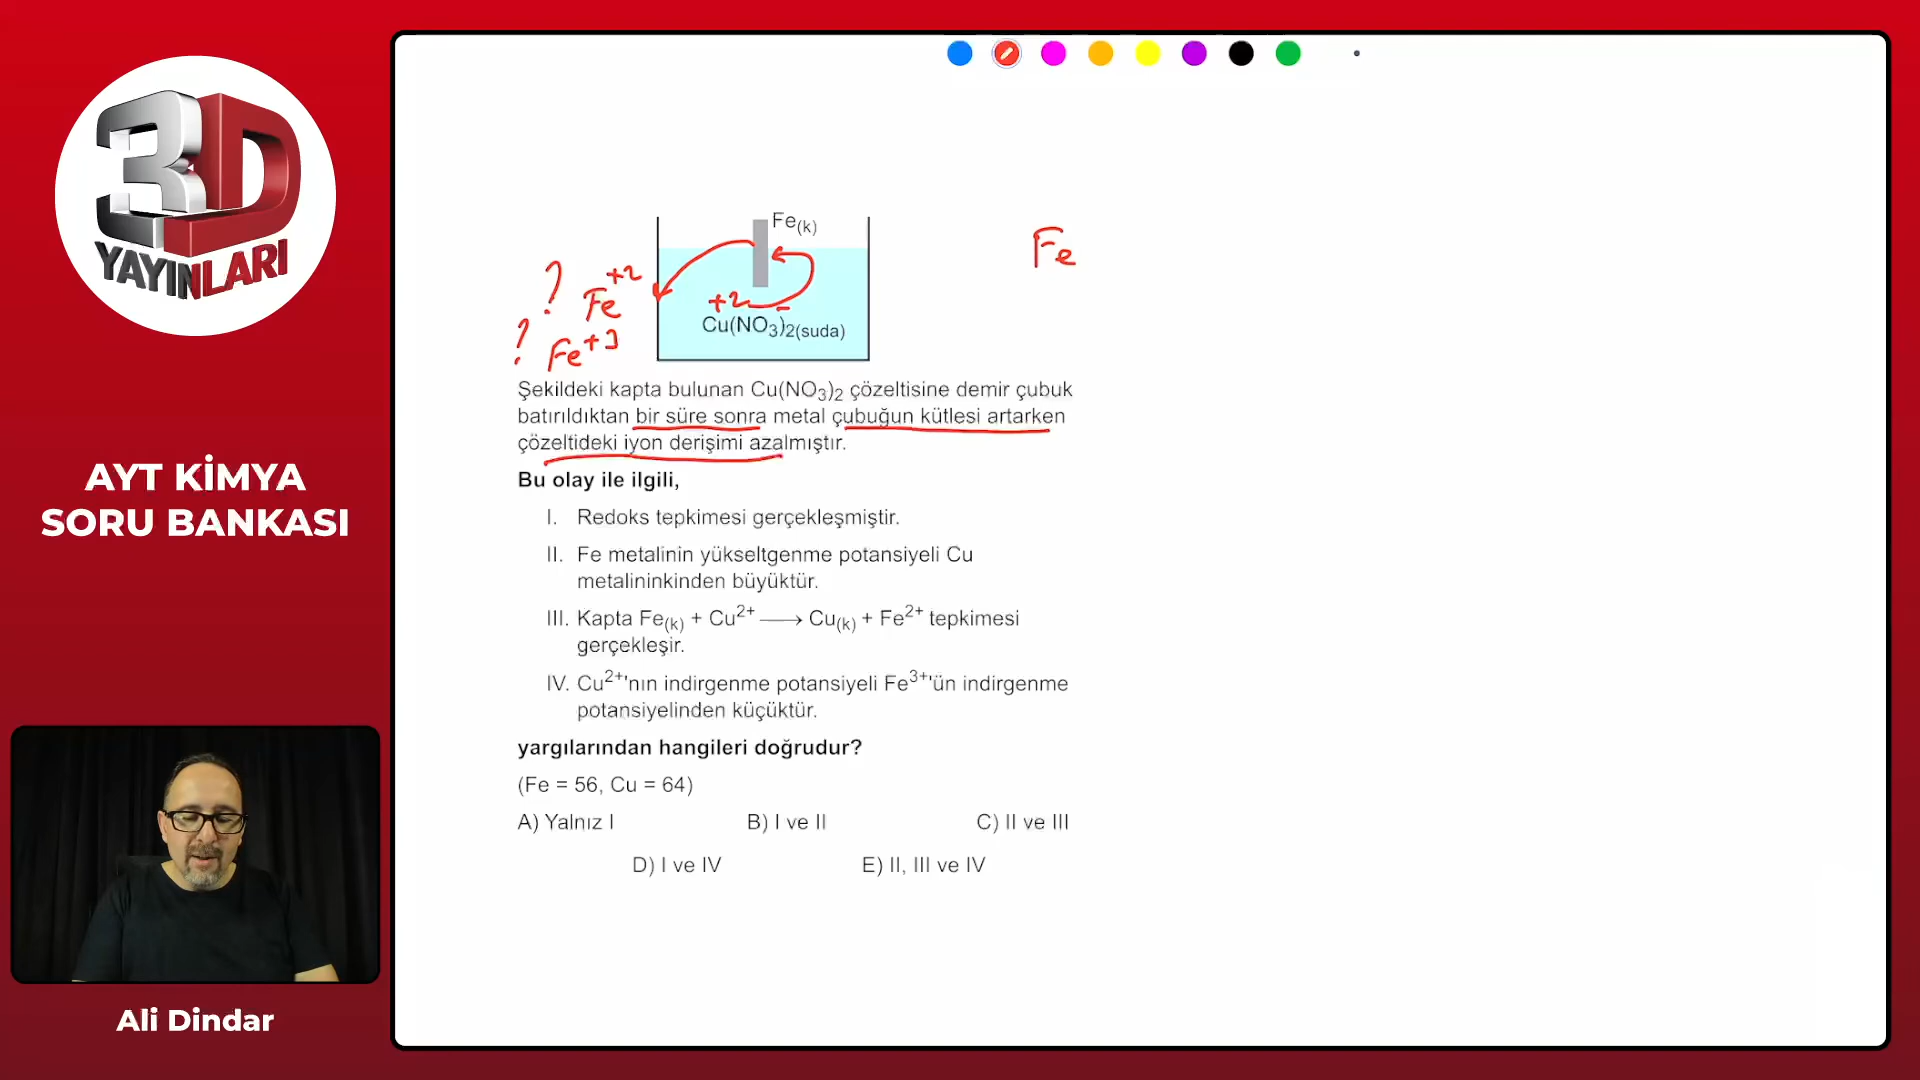 3D
YAYINLARI
AYT KİMYA
SORU BANKASI
Ali Dindar
Fe(k)
Fe
? Fe+2
? Fe+3
+2 -
Cu(NO3)2(suda)
Şekildeki kapta bulunan Cu(NO3)2 çözeltisine demir çubuk
batırıldıktan bir süre sonra metal çubuğun kütlesi artarken
çözeltideki iyon derişimi azalmıştır.
Bu olay ile ilgili,
I. Redoks tepkimesi gerçekleşmiştir.
II. Fe metalinin yükseltgenme potansiyeli Cu
metalininkinden büyüktür.
III. Kapta Fe(k) + Cu2+ ⟶ Cu(k) + Fe2+ tepkimesi
gerçekleşir.
IV. Cu2+'nın indirgenme potansiyeli Fe3+'ün indirgenme
potansiyelinden küçüktür.
yargılarından hangileri doğrudur?
(Fe = 56, Cu = 64)
A) Yalnız I B) I ve II C) II ve III
D) I ve IV E) II, III ve IV